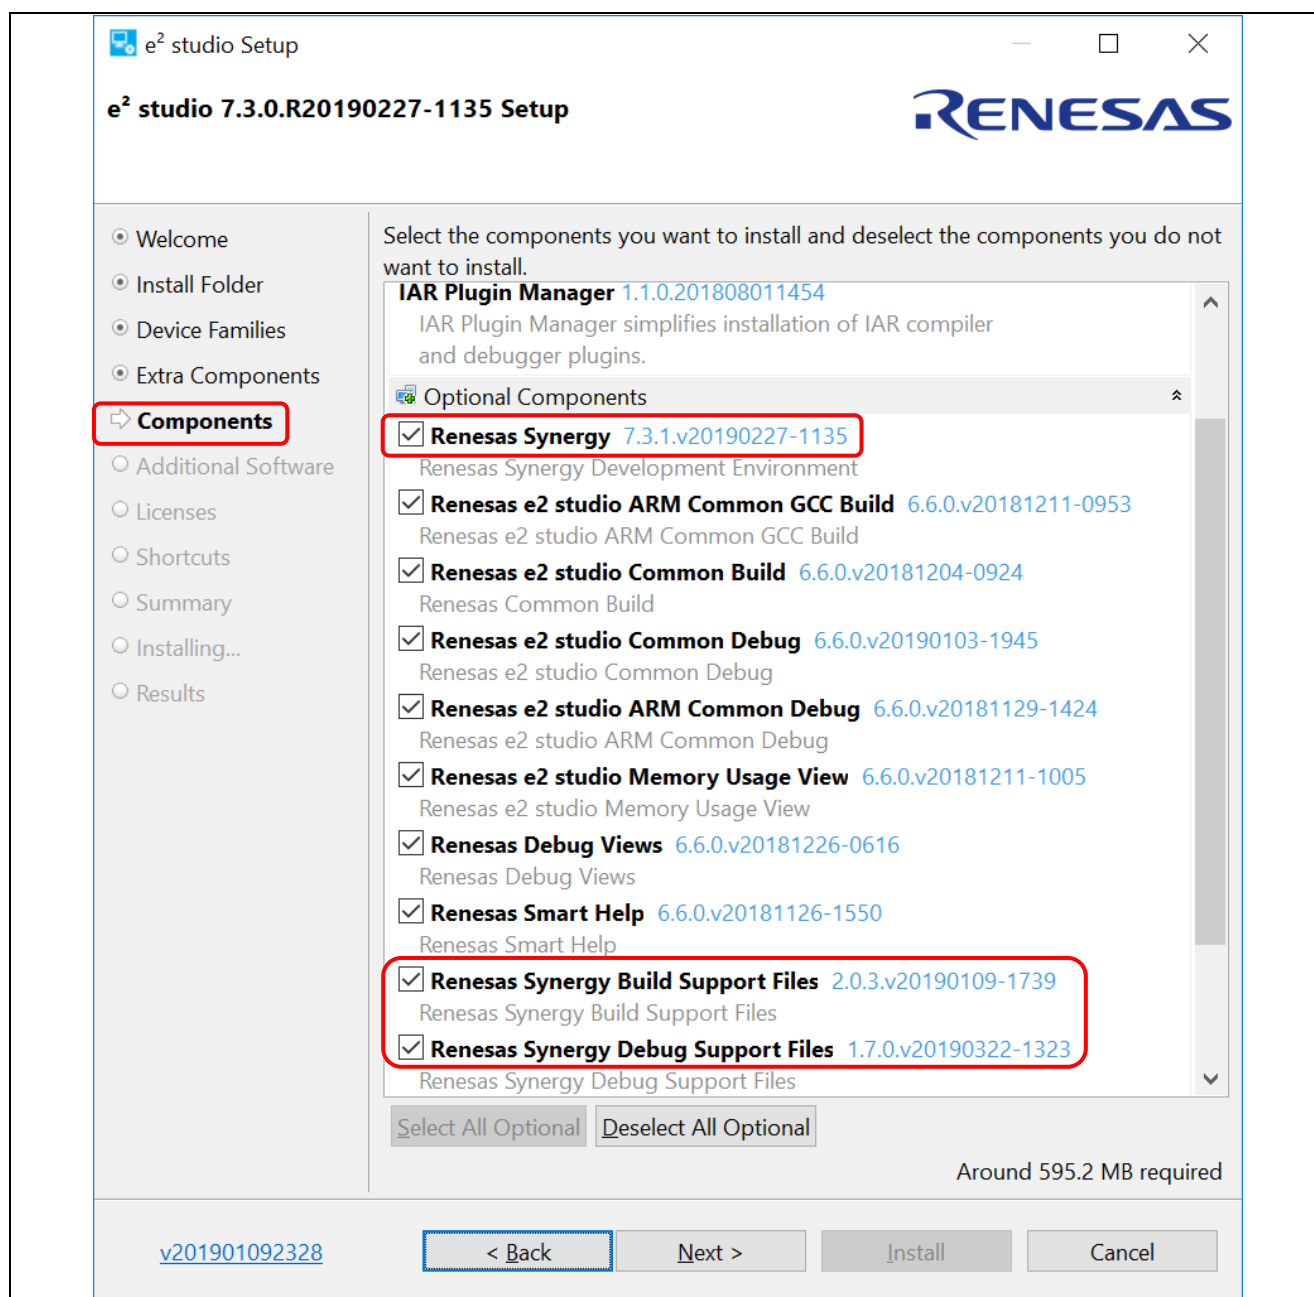 e² studio Setup
e² studio 7.3.0.R20190227-1135 Setup
RENESAS
Welcome
Install Folder
Device Families
Extra Components
Components
Additional Software
Licenses
Shortcuts
Summary
Installing...
Results
Select the components you want to install and deselect the components you do not
want to install.
IAR Plugin Manager 1.1.0.201808011454
IAR Plugin Manager simplifies installation of IAR compiler
and debugger plugins.
Optional Components
Renesas Synergy 7.3.1.v20190227-1135
Renesas Synergy Development Environment
Renesas e2 studio ARM Common GCC Build 6.6.0.v20181211-0953
Renesas e2 studio ARM Common GCC Build
Renesas e2 studio Common Build 6.6.0.v20181204-0924
Renesas Common Build
Renesas e2 studio Common Debug 6.6.0.v20190103-1945
Renesas e2 studio Common Debug
Renesas e2 studio ARM Common Debug 6.6.0.v20181129-1424
Renesas e2 studio ARM Common Debug
Renesas e2 studio Memory Usage View 6.6.0.v20181211-1005
Renesas e2 studio Memory Usage View
Renesas Debug Views 6.6.0.v20181226-0616
Renesas Debug Views
Renesas Smart Help 6.6.0.v20181126-1550
Renesas Smart Help
Renesas Synergy Build Support Files 2.0.3.v20190109-1739
Renesas Synergy Build Support Files
Renesas Synergy Debug Support Files 1.7.0.v20190322-1323
Renesas Synergy Debug Support Files
Select All Optional Deselect All Optional
Around 595.2 MB required
v201901092328 < Back Next > Install Cancel